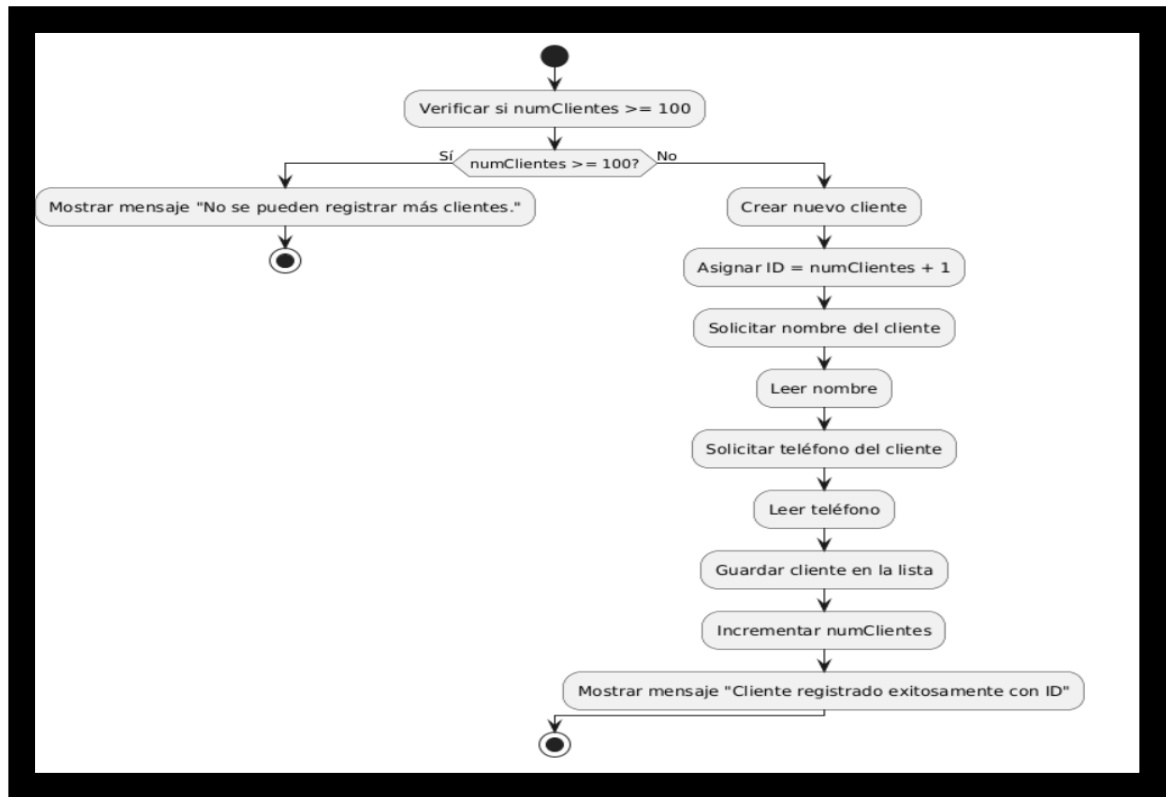 Verificar si numClientes >= 100
Sí
numClientes >= 100?
No
Mostrar mensaje "No se pueden registrar más clientes."
Crear nuevo cliente
Asignar ID = numClientes + 1
Solicitar nombre del cliente
Leer nombre
Solicitar teléfono del cliente
Leer teléfono
Guardar cliente en la lista
Incrementar numClientes
Mostrar mensaje "Cliente registrado exitosamente con ID"